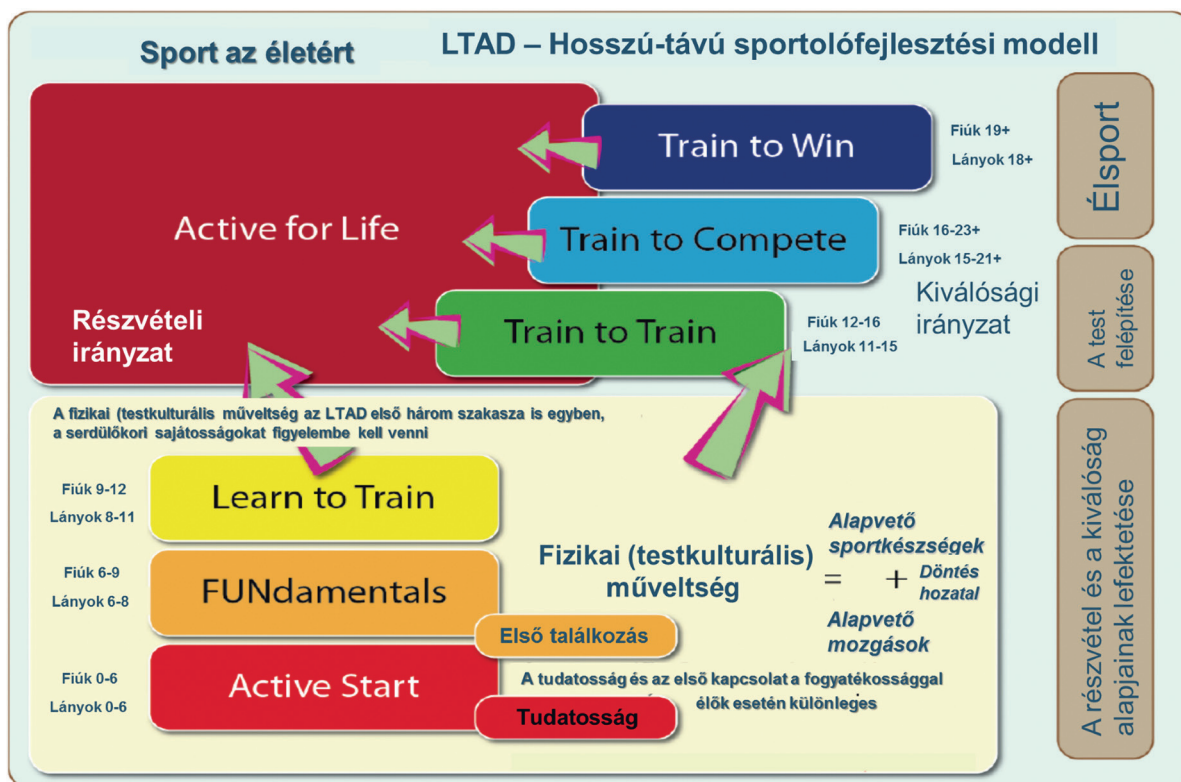 Sport az életért
LTAD – Hosszú-távú sportolófejlesztési modell
Train to Win
Fiúk 19+
Lányok 18+
Active for Life
Train to Compete
Fiúk 16-23+
Lányok 15-21+
Kiválósági
irányzat
Részvételi
irányzat
Train to Train
Fiúk 12-16
Lányok 11-15
Élsport
A test
felépítése
A részvétel és a kiválóság
alapjainak lefektetése
A fizikai (testkulturális műveltség az LTAD első három szakasza is egyben,
a serdülőkori sajátosságokat figyelembe kell venni
Fiúk 9-12
Lányok 8-11
Learn to Train
Fiúk 6-9
Lányok 6-8
FUNdamentals
Első találkozás
Fiúk 0-6
Lányok 0-6
Active Start
Tudatosság
Fizikai (testkulturális)
műveltség
=
Alapvető
sportkészségek
+
Döntés
hozatal
Alapvető
mozgások
A tudatosság és az első kapcsolat a fogyatékossággal
élők esetén különleges